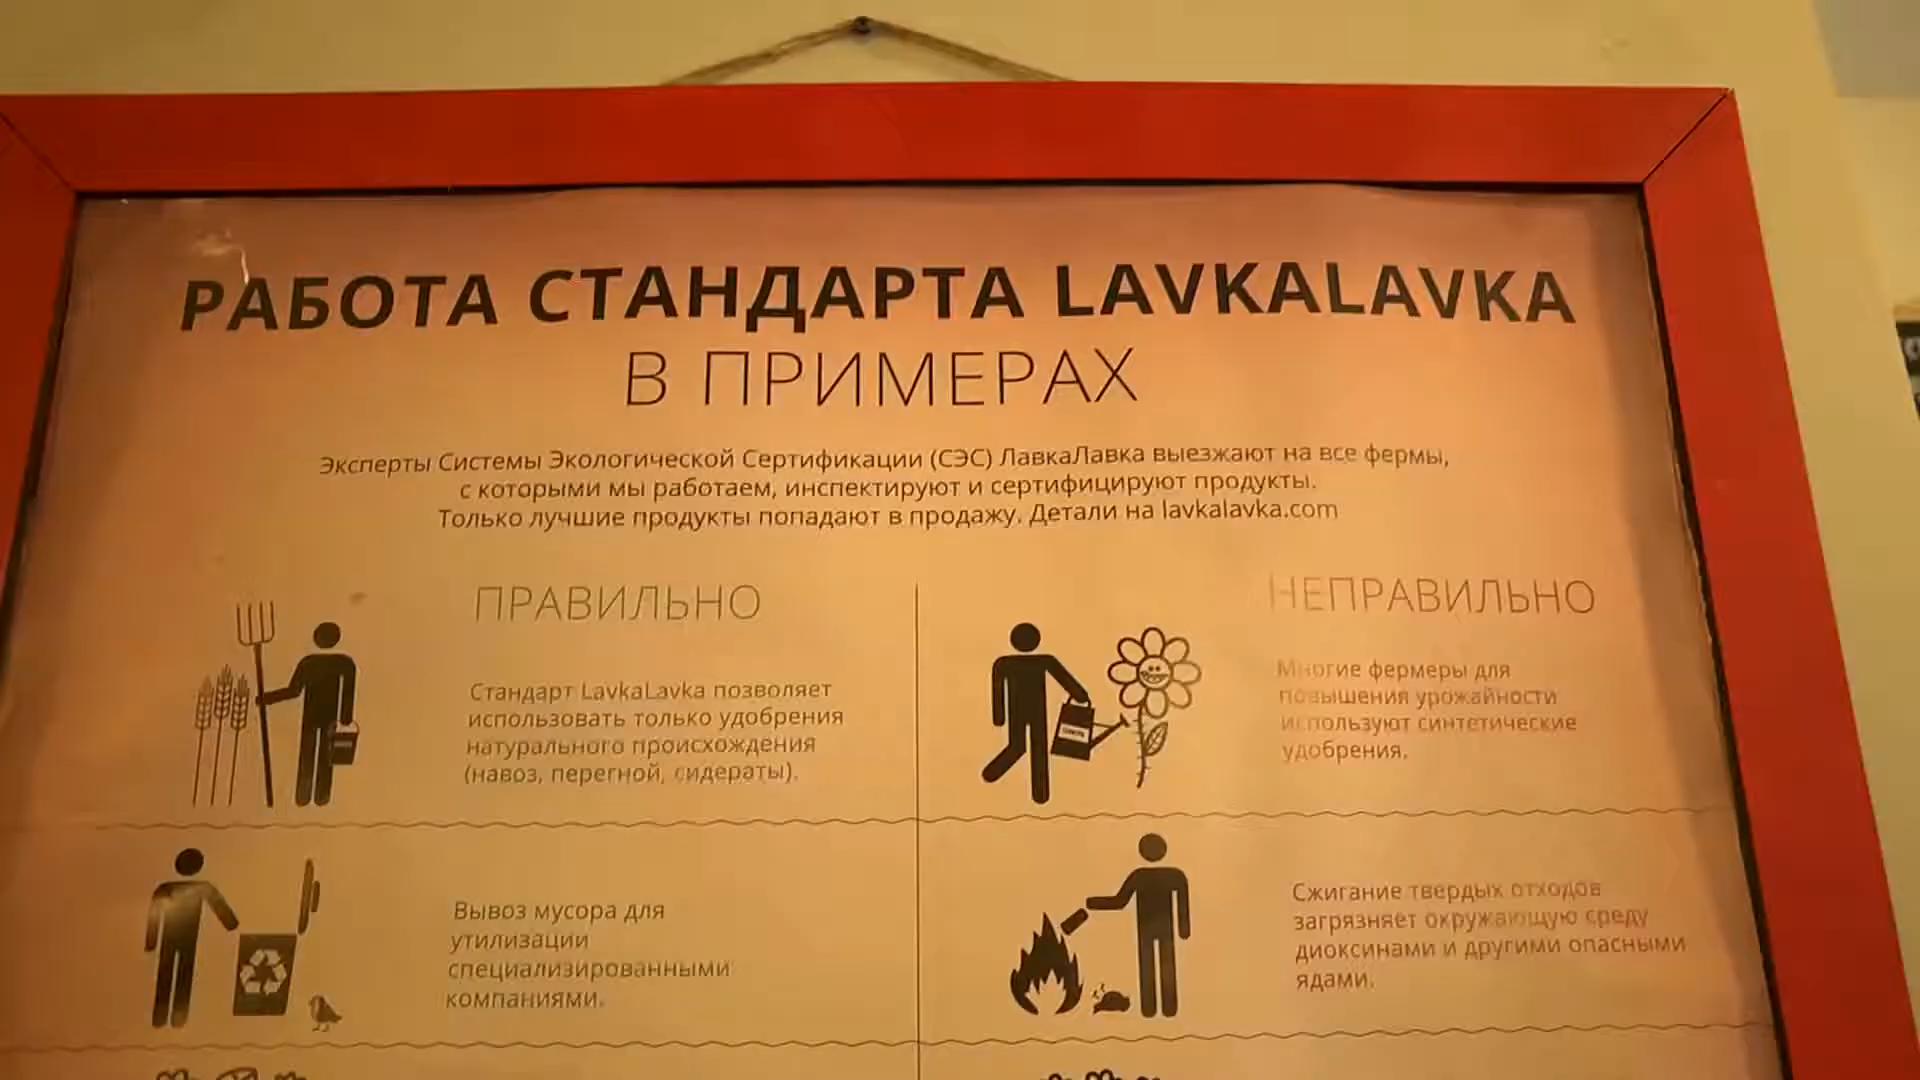 РАБОТА СТАНДАРТА LAVKALAVKA
В ПРИМЕРАХ
Эксперты Системы Экологической Сертификации (СЭС) ЛавкаЛавка выезжают на все фермы,
с которыми мы работаем, инспектируют и сертифицируют продукты.
Только лучшие продукты попадают в продажу. Детали на lavkalavka.com
ПРАВИЛЬНО
Стандарт LavkaLavka позволяет
использовать только удобрения
натурального происхождения
(навоз, перегной, сидераты).
НЕПРАВИЛЬНО
Многие фермеры для
повышения урожайности
используют синтетические
удобрения.
Вывоз мусора для
утилизации
специализированными
компаниями.
Сжигание твердых отходов
загрязняет окружающую среду
диоксинами и другими опасными
ядами.